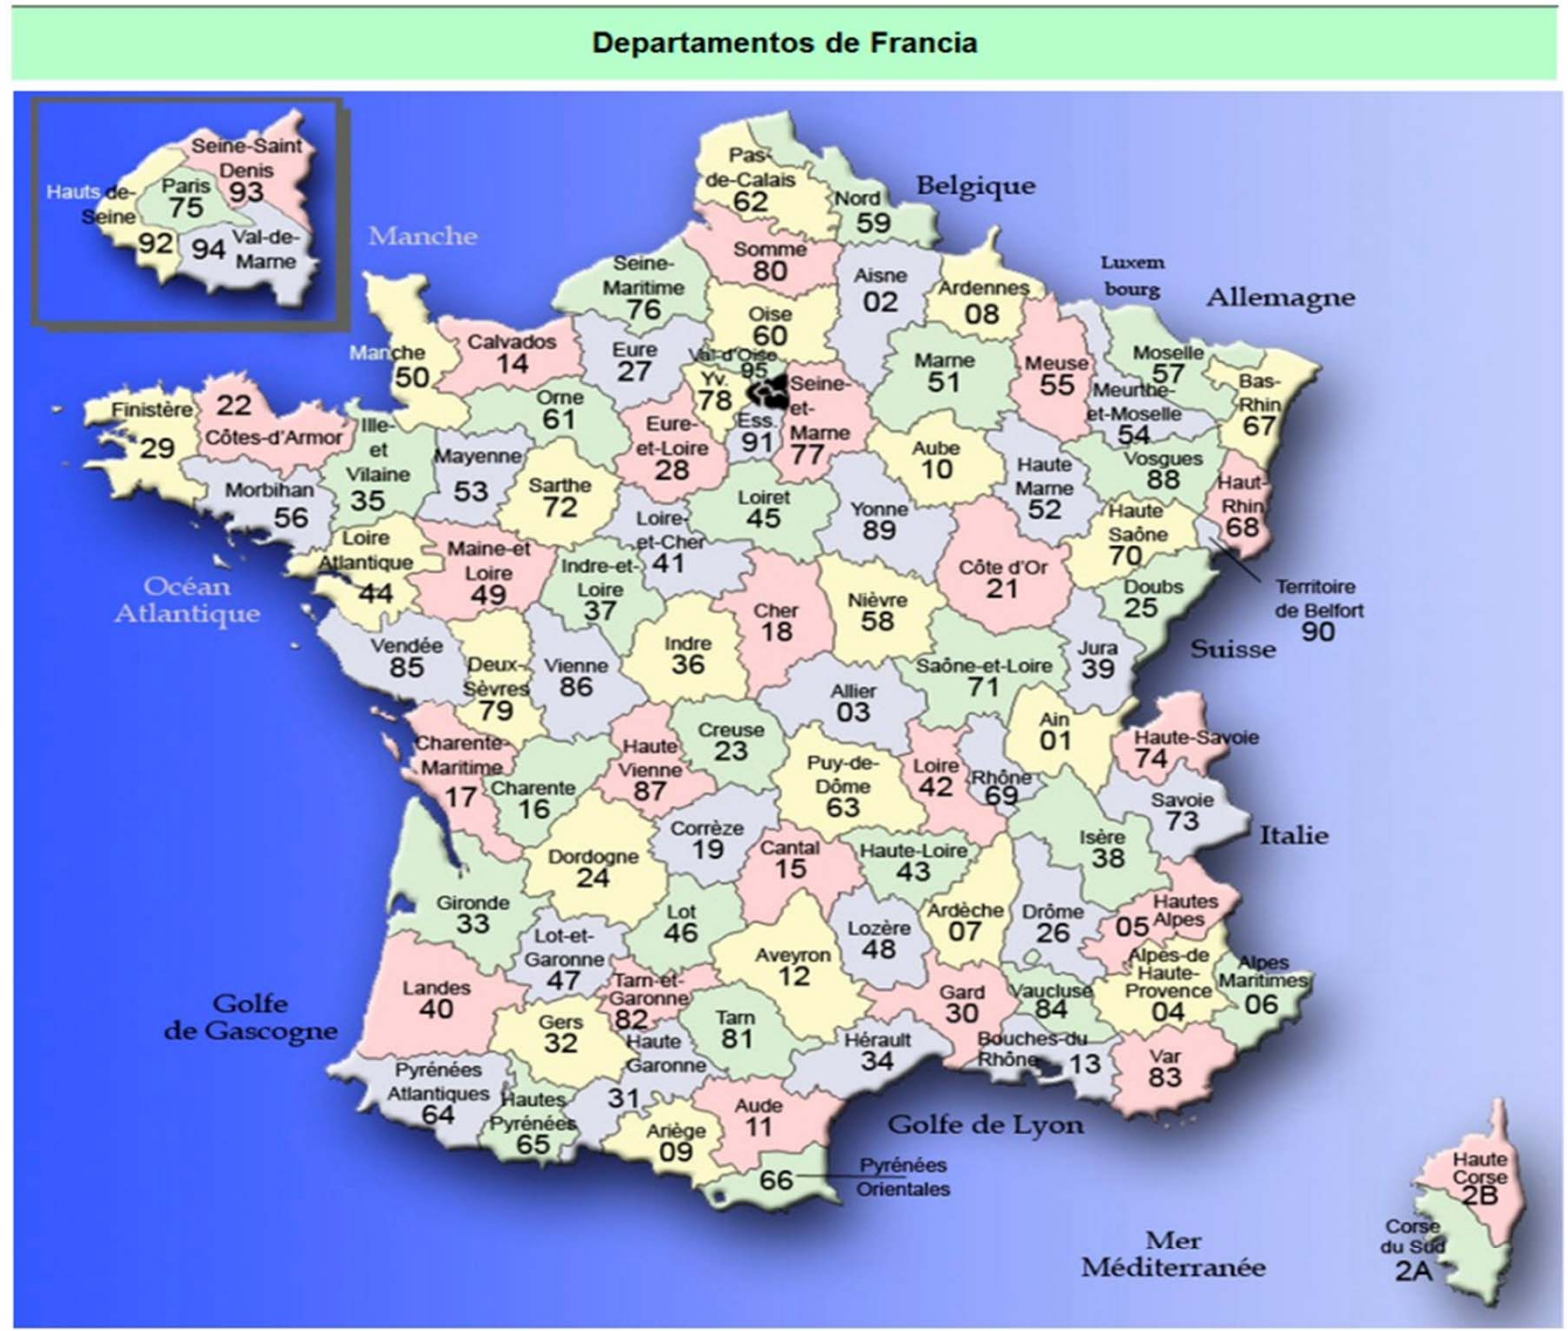 Departamentos de Francia
Seine-Saint
Denis
93
Hauts de-
Seine
92
Paris
75
94
Val-de-
Marne
Manche
Pas-
de-Calais
62
Nord
59
Belgique
Somme
80
Seine-
Maritime
76
Aisne
02
Ardennes
08
Luxem
bourg
Allemagne
Oise
60
Manche
50
Calvados
14
Eure
27
Val d'Oise
95
Yv.
78
Ess.
91
Seine-
et-
Marne
77
Marne
51
Meuse
55
Moselle
57
Meurthe-
et-Moselle
54
Bas-
Rhin
67
Finistère
29
22
Côtes-d'Armor
Ille-
et
Vilaine
35
Orne
61
Eure-
et-Loire
28
Mayenne
53
Sarthe
72
Aube
10
Haute
Marne
52
Vosgues
88
Haut-
Rhin
68
Morbihan
56
Loiret
45
Yonne
89
Haute
Saône
70
Loire
Atlantique
44
Maine-et
Loire
49
Indre-et-
Loire
37
Loire-
et-Cher
41
Côte d'Or
21
Doubs
25
Territoire
de Belfort
90
Océan
Atlantique
Cher
18
Nièvre
58
Suisse
Vendée
85
Deux-
Sèvres
79
Vienne
86
Indre
36
Saône-et-Loire
71
Jura
39
Allier
03
Charente-
Maritime
17
Charente
16
Haute
Vienne
87
Creuse
23
Puy-de-
Dôme
63
Loire
42
Rhône
69
Ain
01
Haute-Savoie
74
Savoie
73
Italie
Corrèze
19
Dordogne
24
Cantal
15
Haute-Loire
43
Isère
38
Gironde
33
Lot
46
Lot-et-
Garonne
47
Aveyron
12
Lozère
48
Ardèche
07
Drôme
26
Hautes
05 Alpes
Alpes-de
Haute-
Provence
04
Alpes
Maritimes
06
Golfe
de Gascogne
Landes
40
Tarn-et-
Garonne
82
Gers
32
Tarn
81
Haute
Garonne
31
Hérault
34
Gard
30
Vaucluse
84
Bouches-du
Rhône
13
Var
83
Pyrénées
Atlantiques
64
Hautes
Pyrénées
65
Ariège
09
Aude
11
Golfe de Lyon
66
Pyrénées
Orientales
Mer
Méditerranée
Haute
Corse
2B
Corse
du Sud
2A